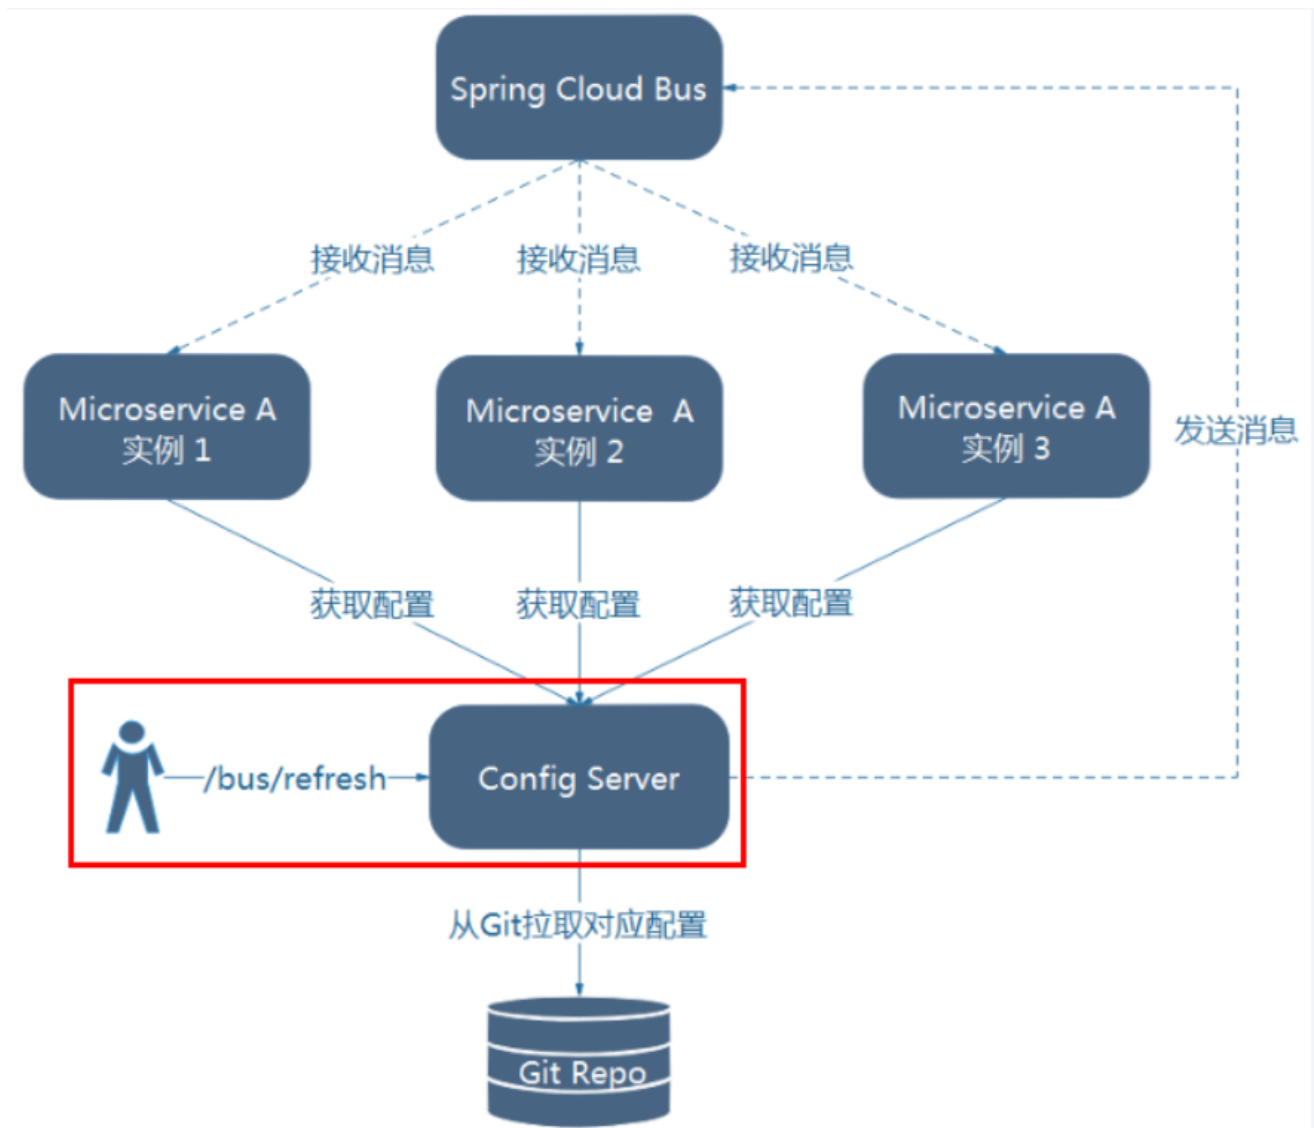 Spring Cloud Bus
接收消息
接收消息
接收消息
Microservice A
实例 1
Microservice A
实例 2
Microservice A
实例 3
发送消息
获取配置
获取配置
获取配置
/bus/refresh
Config Server
从Git拉取对应配置
Git Repo